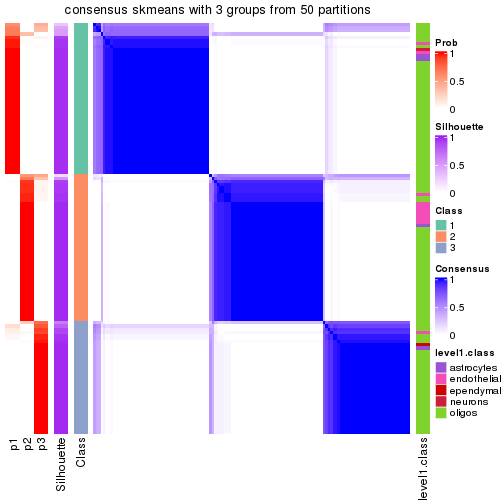 consensus skmeans with 3 groups from 50 partitions
Prob
1
0.5
0
Silhouette
1
0.5
0
Class
1
2
3
Consensus
1
0.5
0
level1.class
astrocytes
endothelial
ependymal
neurons
oligos
p1
p2
p3
Silhouette
Class
level1.class